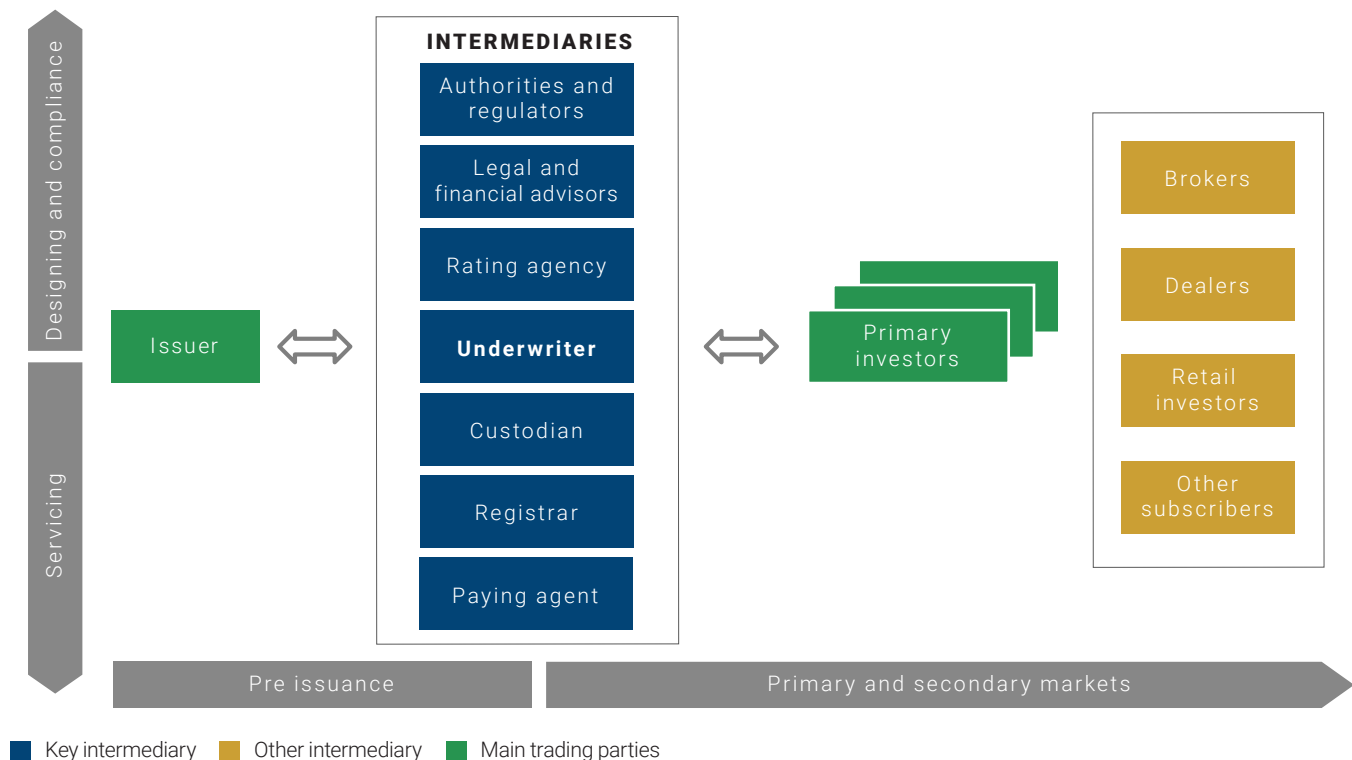 Designing and compliance
Servicing
Issuer
INTERMEDIARIES
Authorities and
regulators
Legal and
financial advisors
Rating agency
Underwriter
Custodian
Registrar
Paying agent
Primary
investors
Brokers
Dealers
Retail
investors
Other
subscribers
Pre issuance
Primary and secondary markets
Key intermediary
Other intermediary
Main trading parties